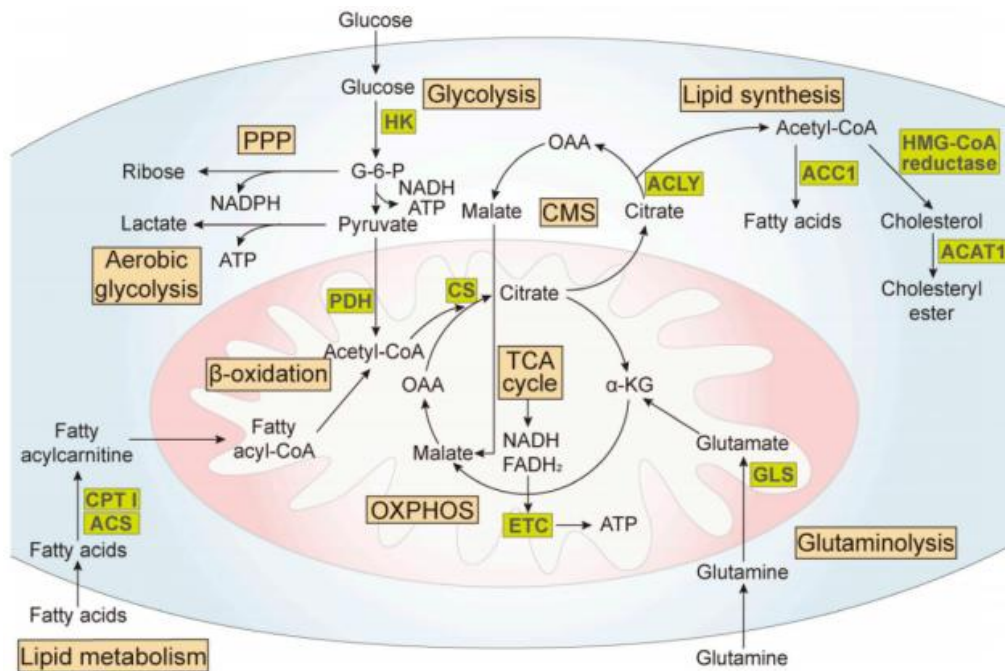 Glucose
Glucose
Glycolysis
HK
Lipid synthesis
Acetyl-CoA
HMG-CoA
reductase
PPP
OAA
Ribose
G-6-P
NADPH
NADH
ATP
ACLY
ACC1
Lactate
Pyruvate
Malate
CMS
Citrate
Fatty acids
Cholesterol
ATP
Aerobic
glycolysis
ACAT1
PDH
CS
Citrate
Cholesteryl
ester
Acetyl-CoA
β-oxidation
OAA
TCA
cycle
α-KG
Fatty
acylcarnitine
Fatty
acyl-CoA
Malate
NADH
FADH₂
Glutamate
GLS
CPT I
ACS
OXPHOS
ETC
ATP
Fatty acids
Glutaminolysis
Glutamine
Fatty acids
Lipid metabolism
Glutamine